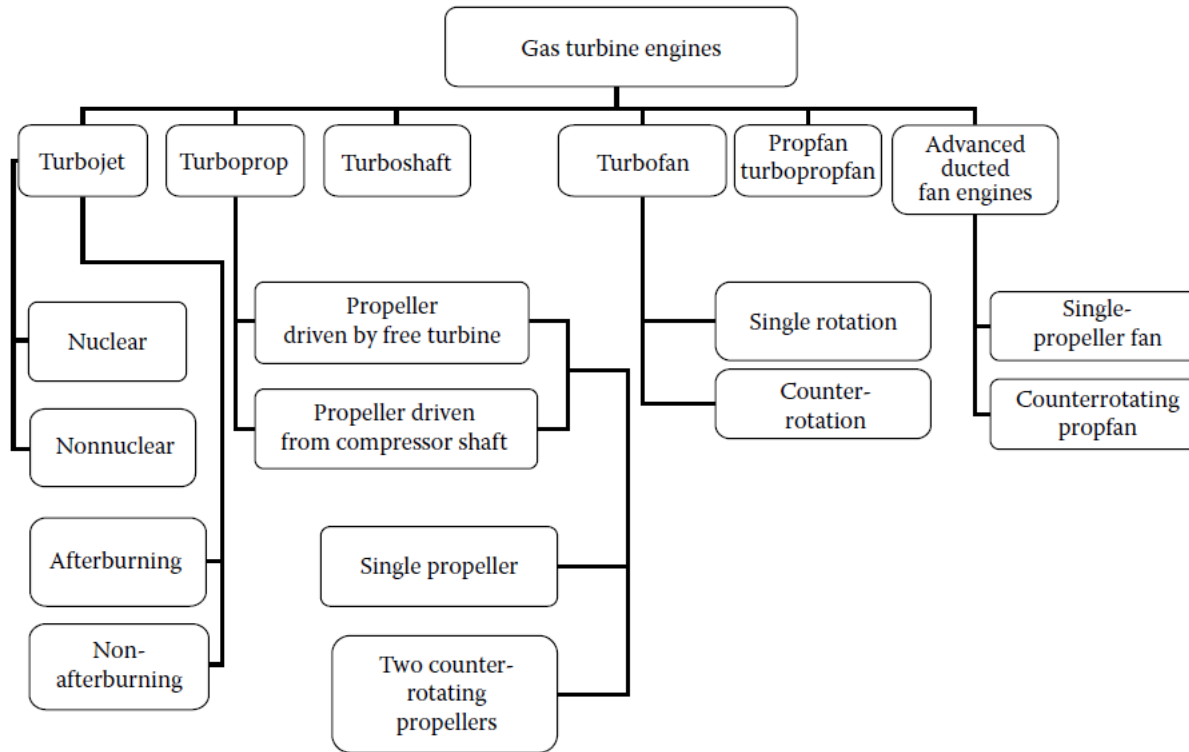 Gas turbine engines
Turbojet
Turboprop
Turboshaft
Turbofan
Propfan
turbopropfan
Advanced
ducted
fan engines
Nuclear
Nonnuclear
Afterburning
Non-
afterburning
Propeller
driven by free turbine
Propeller driven
from compressor shaft
Single propeller
Two counter-
rotating
propellers
Single rotation
Counter-
rotation
Single-
propeller fan
Counterrotating
propfan